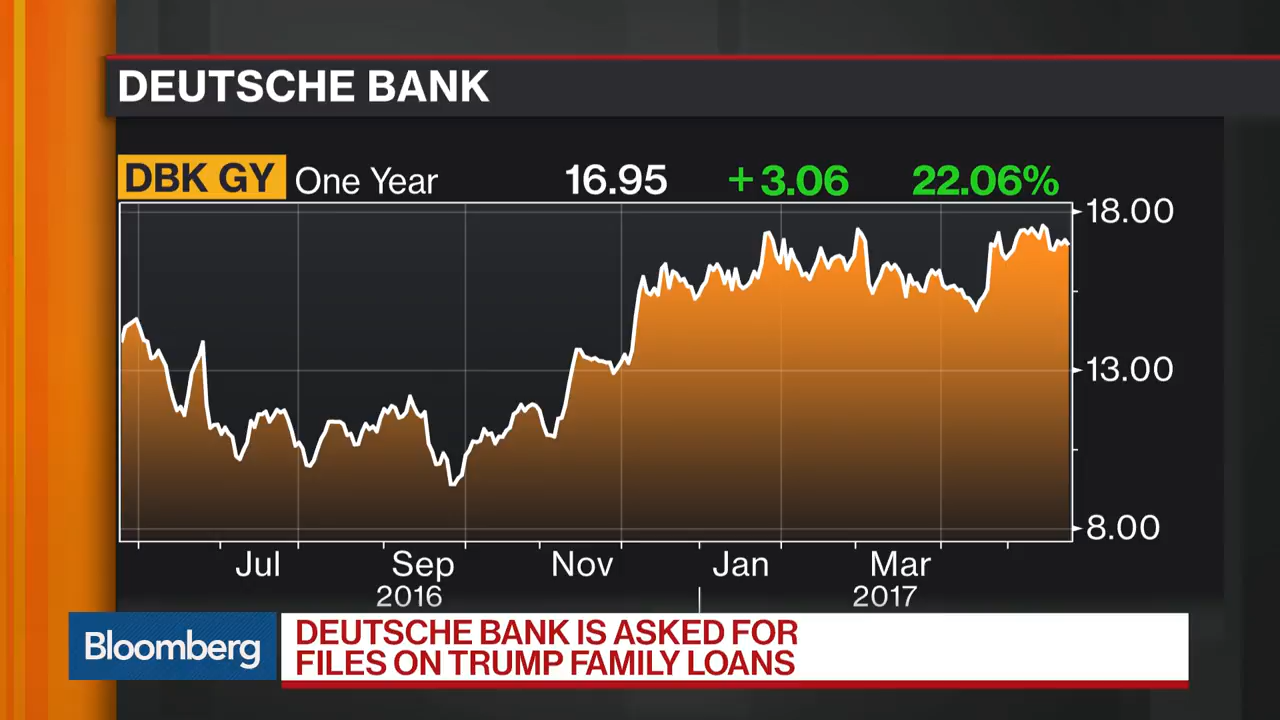 DEUTSCHE BANK
DBK GY One Year 16.95 +3.06 22.06%
18.00
13.00
8.00
Jul Sep Nov Jan Mar
2016 2017
Bloomberg
DEUTSCHE BANK IS ASKED FOR
FILES ON TRUMP FAMILY LOANS